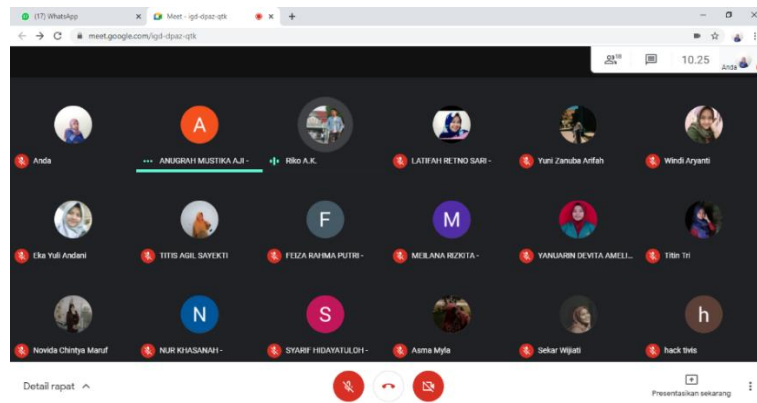 (17) WhatsApp
Meet - igd-dpaz-qtk
meet.google.com/igd-dpaz-qtk
18
10.25
Anda
Anda
A
ANUGRAH MUSTIKA AJI -
Riko A.K.
LATIFAH RETNO SARI -
Yuni Zanuba Arifah
Windi Aryanti
Eka Yuli Andani
TITIS AGIL SAYEKTI
F
FEIZA RAHMA PUTRI -
M
MEILANA RIZKITA -
YANUARIN DEVITA AMELI...
Titin Tri
Novida Chintya Maruf
N
NUR KHASANAH -
S
SYARIF HIDAYATULOH -
Asma Myla
Sekar Wijiati
h
hack tivis
Detail rapat
Presentasikan sekarang